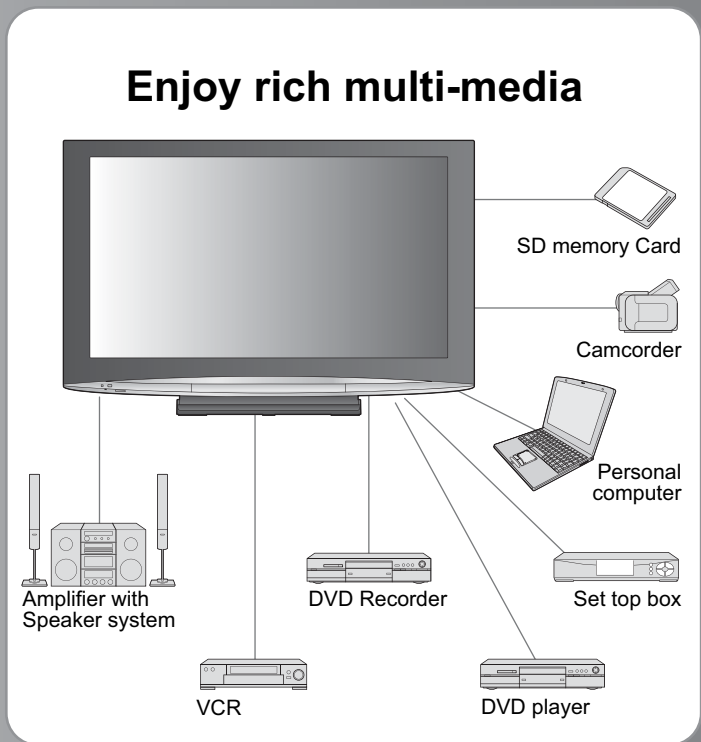 Enjoy rich multi-media
SD memory Card
Camcorder
Personal
computer
Amplifier with
Speaker system
DVD Recorder
Set top box
VCR
DVD player